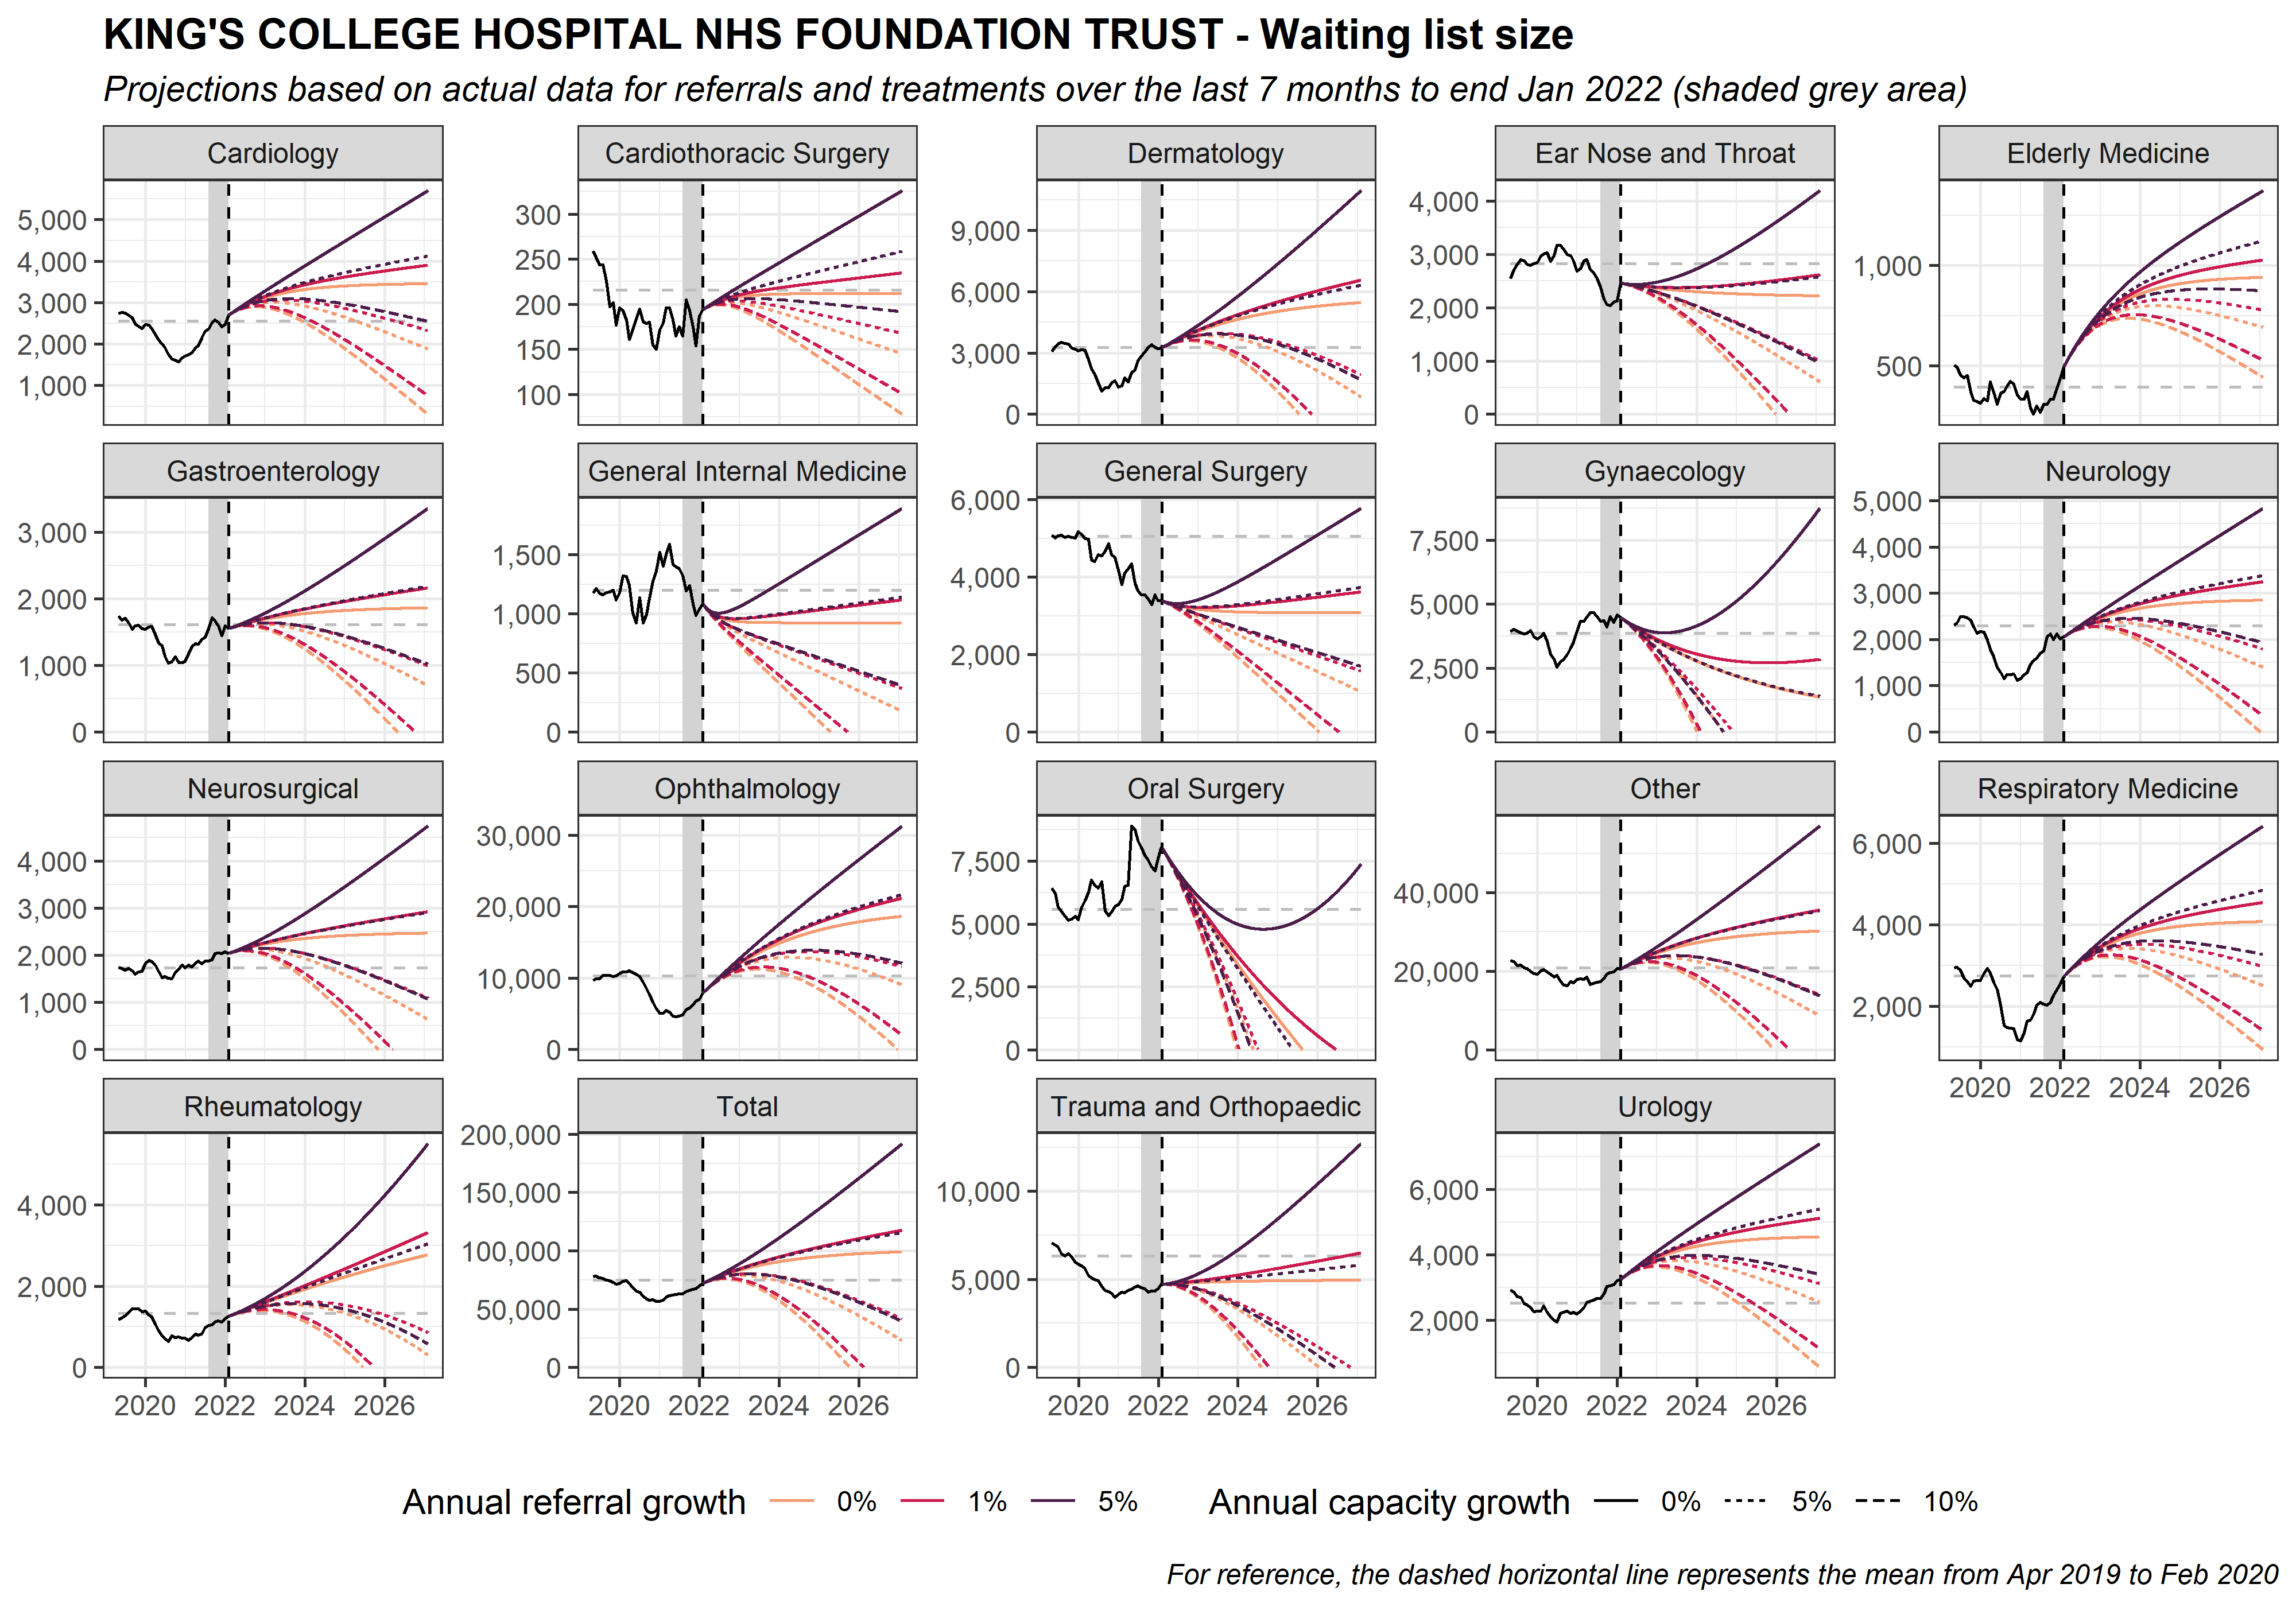 KING'S COLLEGE HOSPITAL NHS FOUNDATION TRUST - Waiting list size
Projections based on actual data for referrals and treatments over the last 7 months to end Jan 2022 (shaded grey area)
Cardiology
5,000
4,000
3,000
2,000
1,000
Cardiothoracic Surgery
300
250
200
150
100
Dermatology
9,000
6,000
3,000
0
Ear Nose and Throat
4,000
3,000
2,000
1,000
0
Elderly Medicine
1,000
500
Gastroenterology
3,000
2,000
1,000
0
General Internal Medicine
1,500
1,000
500
0
General Surgery
6,000
4,000
2,000
0
Gynaecology
7,500
5,000
2,500
0
Neurology
5,000
4,000
3,000
2,000
1,000
0
Neurosurgical
4,000
3,000
2,000
1,000
0
Ophthalmology
30,000
20,000
10,000
0
Oral Surgery
7,500
5,000
2,500
0
Other
40,000
20,000
0
Respiratory Medicine
6,000
4,000
2,000
2020 2022 2024 2026
Rheumatology
4,000
2,000
0
2020 2022 2024 2026
Total
200,000
150,000
100,000
50,000
0
2020 2022 2024 2026
Trauma and Orthopaedic
10,000
5,000
0
2020 2022 2024 2026
Urology
6,000
4,000
2,000
2020 2022 2024 2026
Annual referral growth 0% 1% 5% Annual capacity growth 0% 5% 10%
For reference, the dashed horizontal line represents the mean from Apr 2019 to Feb 2020